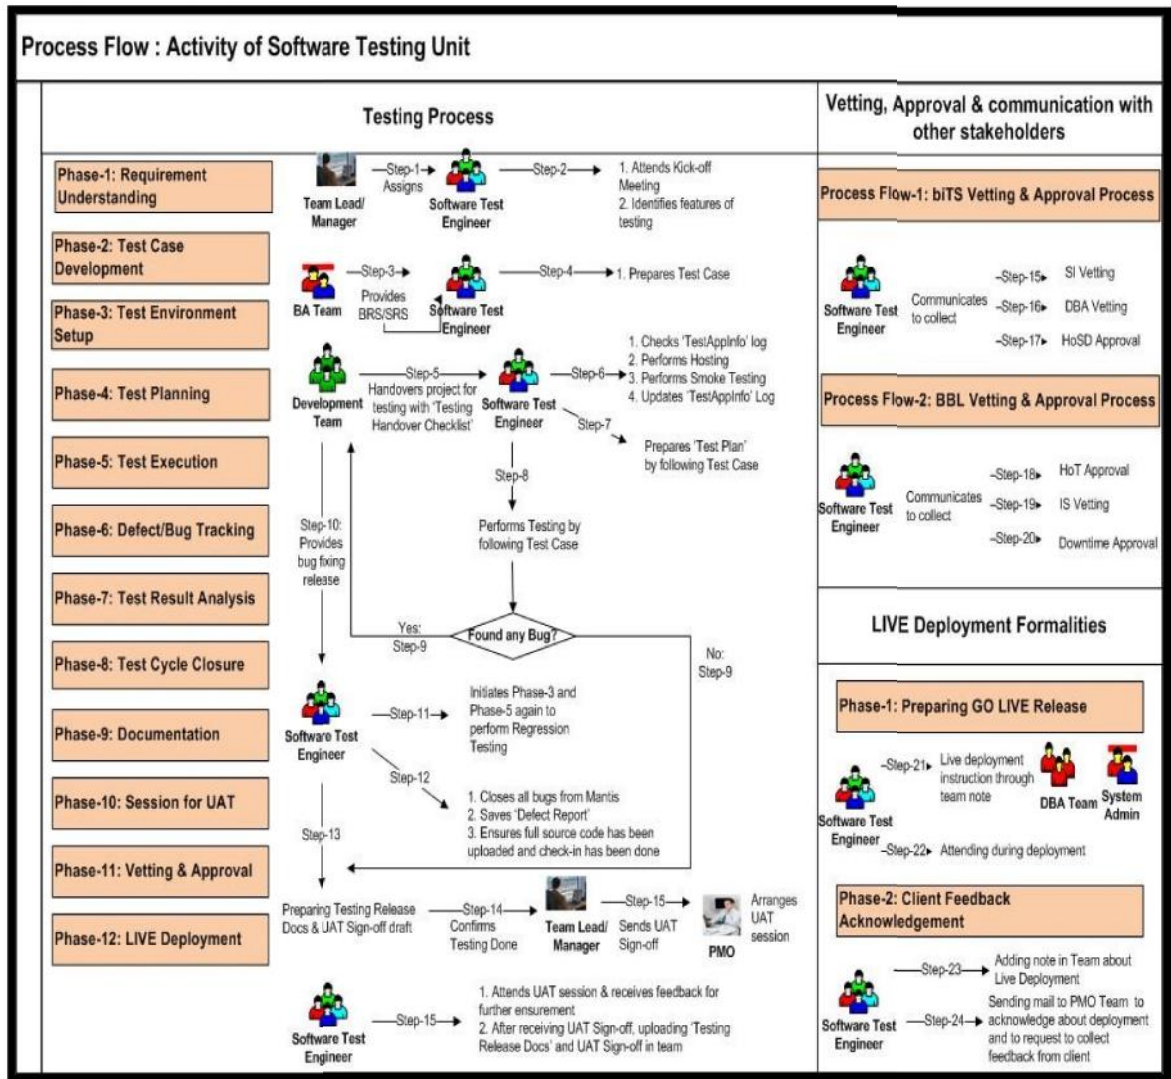 Process Flow : Activity of Software Testing Unit
Testing Process
Phase-1: Requirement
Understanding
Phase-2: Test Case
Development
Phase-3: Test Environment
Setup
Phase-4: Test Planning
Phase-5: Test Execution
Phase-6: Defect/Bug Tracking
Phase-7: Test Result Analysis
Phase-8: Test Cycle Closure
Phase-9: Documentation
Phase-10: Session for UAT
Phase-11: Vetting & Approval
Phase-12: LIVE Deployment
Team Lead/
Manager
Step-1
Assigns
Software Test
Engineer
Step-2
1. Attends Kick-off
Meeting
2. Identifies features of
testing
BA Team
Step-3
Provides
BRS/SRS
Software Test
Engineer
Step-4
1. Prepares Test Case
Development
Team
Step-5
Handovers project for
testing with 'Testing
Handover Checklist'
Software Test
Engineer
Step-6
1. Checks 'TestAppInfo' log
2. Performs Hosting
3. Performs Smoke Testing
4. Updates 'TestAppInfo' Log
Step-7
Prepares 'Test Plan'
by following Test Case
Step-8
Performs Testing by
following Test Case
Found any Bug?
Yes:
Step-9
No:
Step-9
Step-10:
Provides
bug fixing
release
Software Test
Engineer
Step-11
Initiates Phase-3 and
Phase-5 again to
perform Regression
Testing
Step-12
1. Closes all bugs from Mantis
2. Saves 'Defect Report'
3. Ensures full source code has been
uploaded and check-in has been done
Step-13
Preparing Testing Release
Docs & UAT Sign-off draft
Step-14
Confirms
Testing Done
Team Lead/
Manager
Step-15
Sends UAT
Sign-off
PMO
Arranges
UAT
session
Software Test
Engineer
Step-15
1. Attends UAT session & receives feedback for
further ensurement
2. After receiving UAT Sign-off, uploading 'Testing
Release Docs' and UAT Sign-off in team
Vetting, Approval & communication with
other stakeholders
Process Flow-1: biTS Vetting & Approval Process
Software Test
Engineer
Communicates
to collect
Step-15
SI Vetting
Step-16
DBA Vetting
Step-17
HoSD Approval
Process Flow-2: BBL Vetting & Approval Process
Software Test
Engineer
Communicates
to collect
Step-18
HoT Approval
Step-19
IS Vetting
Step-20
Downtime Approval
LIVE Deployment Formalities
Phase-1: Preparing GO LIVE Release
Software Test
Engineer
Step-21
Live deployment
instruction through
team note
DBA Team
System
Admin
Step-22
Attending during deployment
Phase-2: Client Feedback
Acknowledgement
Software Test
Engineer
Step-23
Adding note in Team about
Live Deployment
Step-24
Sending mail to PMO Team to
acknowledge about deployment
and to request to collect
feedback from client